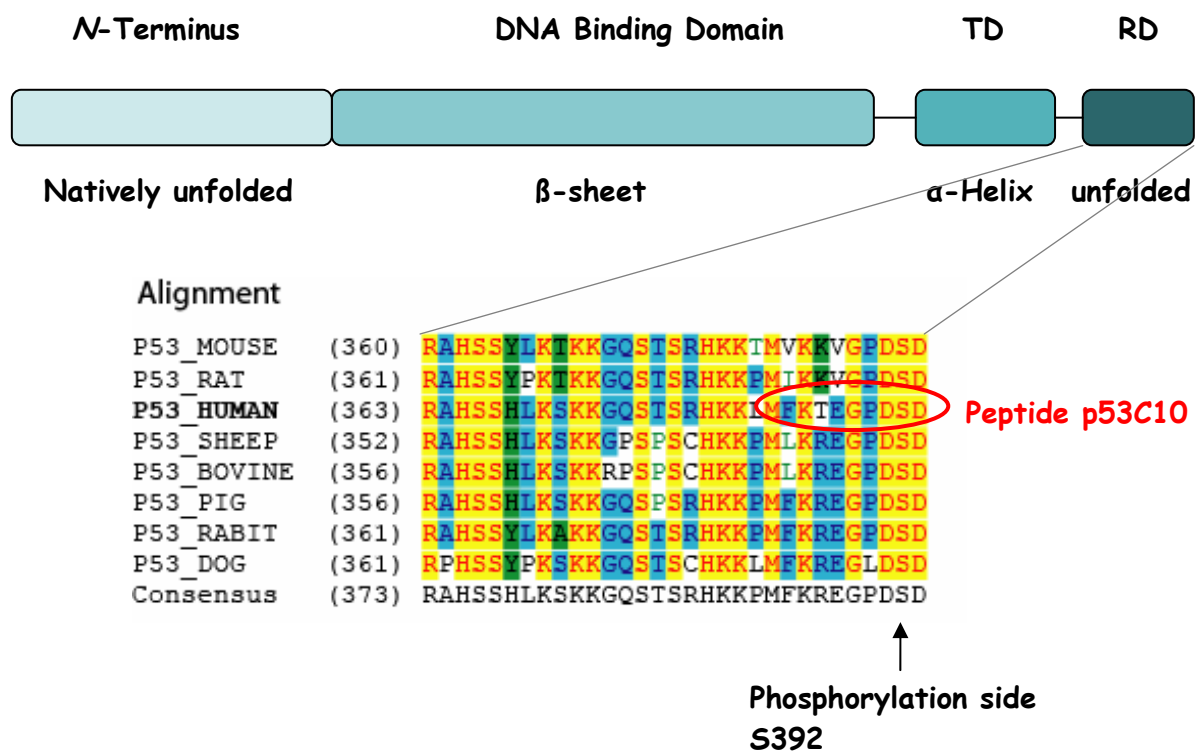 N-Terminus DNA Binding Domain TD RD
Natively unfolded ß-sheet α-Helix unfolded
Alignment
P53_MOUSE (360) RAHSSYLKTKKGQSTSRHKKTMVKKVGPDSD
P53_RAT (361) RAHSSYPKTKKGQSTSRHKKPMIKKVGPDSD
P53_HUMAN (363) RAHSSHLKSKKGQSTSRHKKLMFKTEGPDSD Peptide p53C10
P53_SHEEP (352) RAHSSHLKSKKGPSPSCHKKPMLKREGPDSD
P53_BOVINE (356) RAHSSHLKSKKRPSPSCHKKPMLKREGPDSD
P53_PIG (356) RAHSSHLKSKKGQSPSRHKKPMFKREGPDSD
P53_RABIT (361) RAHSSYLKAKKGQSTSRHKKPMFKREGPDSD
P53_DOG (361) RPHSSYPKSKKGQSTSCHKKLMFKREGLDSD
Consensus (373) RAHSSHLKSKKGQSTSRHKKPMFKREGPDSD
Phosphorylation side
S392